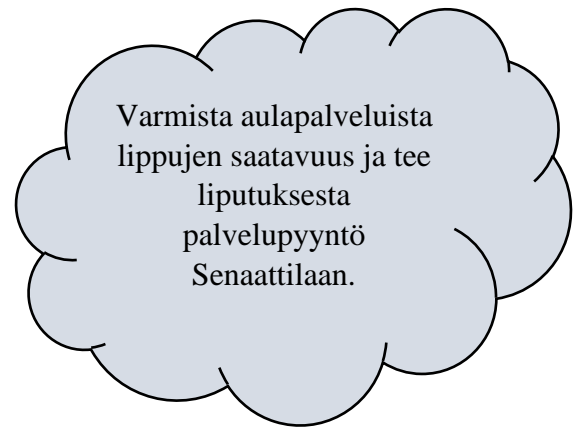 Varmista aulapalveluista
lippujen saatavuus ja tee
liputuksesta
palvelupyyntö
Senaattilaan.